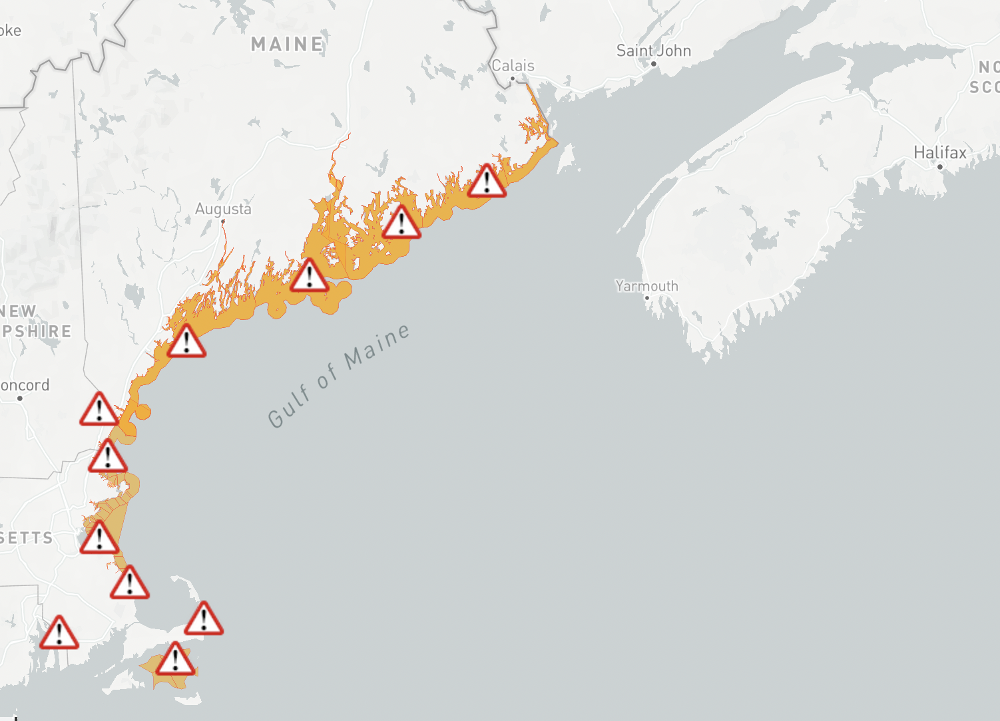 oke
MAINE
Saint John
Calais
NO
SCO
Halifax
Augusta
Yarmouth
NEW
PSHIRE
Gulf of Maine
oncord
SETTS